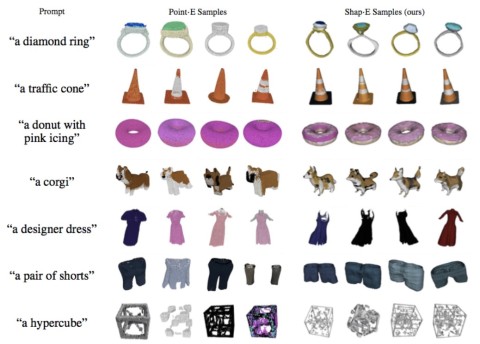 Prompt Point-E Samples Shap-E Samples (ours)
“a diamond ring”
“a traffic cone”
“a donut with
pink icing”
“a corgi”
“a designer dress”
“a pair of shorts”
“a hypercube”